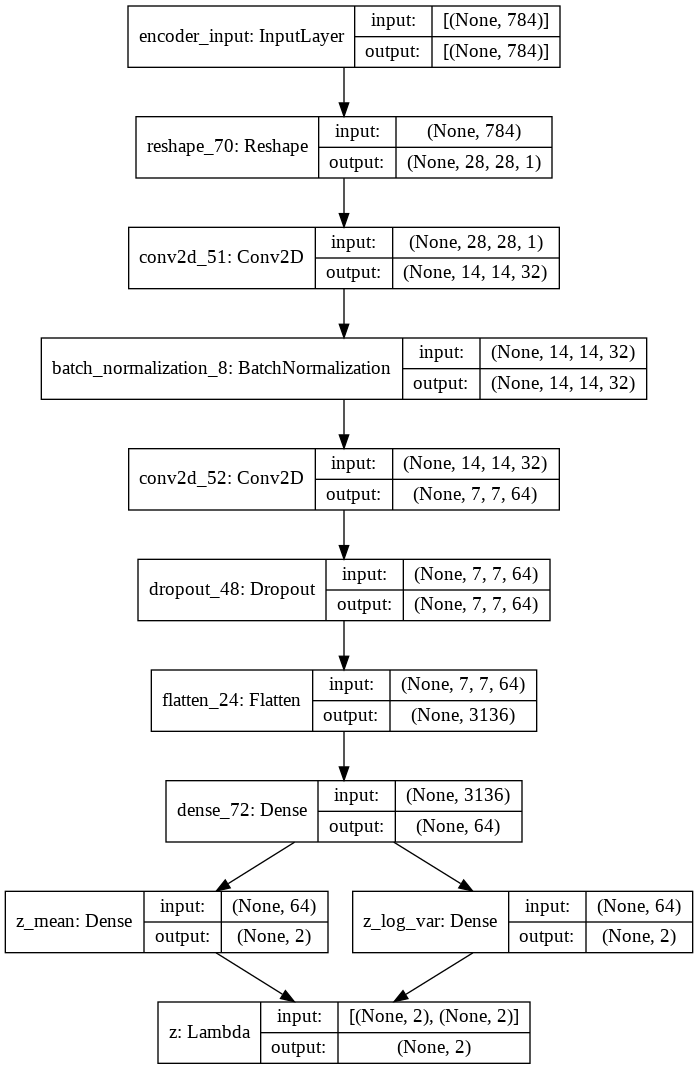 encoder_input: InputLayer
input:
[(None, 784)]
output:
[(None, 784)]
reshape_70: Reshape
input:
(None, 784)
output:
(None, 28, 28, 1)
conv2d_51: Conv2D
input:
(None, 28, 28, 1)
output:
(None, 14, 14, 32)
batch_normalization_8: BatchNormalization
input:
(None, 14, 14, 32)
output:
(None, 14, 14, 32)
conv2d_52: Conv2D
input:
(None, 14, 14, 32)
output:
(None, 7, 7, 64)
dropout_48: Dropout
input:
(None, 7, 7, 64)
output:
(None, 7, 7, 64)
flatten_24: Flatten
input:
(None, 7, 7, 64)
output:
(None, 3136)
dense_72: Dense
input:
(None, 3136)
output:
(None, 64)
z_mean: Dense
input:
(None, 64)
output:
(None, 2)
z_log_var: Dense
input:
(None, 64)
output:
(None, 2)
z: Lambda
input:
[(None, 2), (None, 2)]
output:
(None, 2)